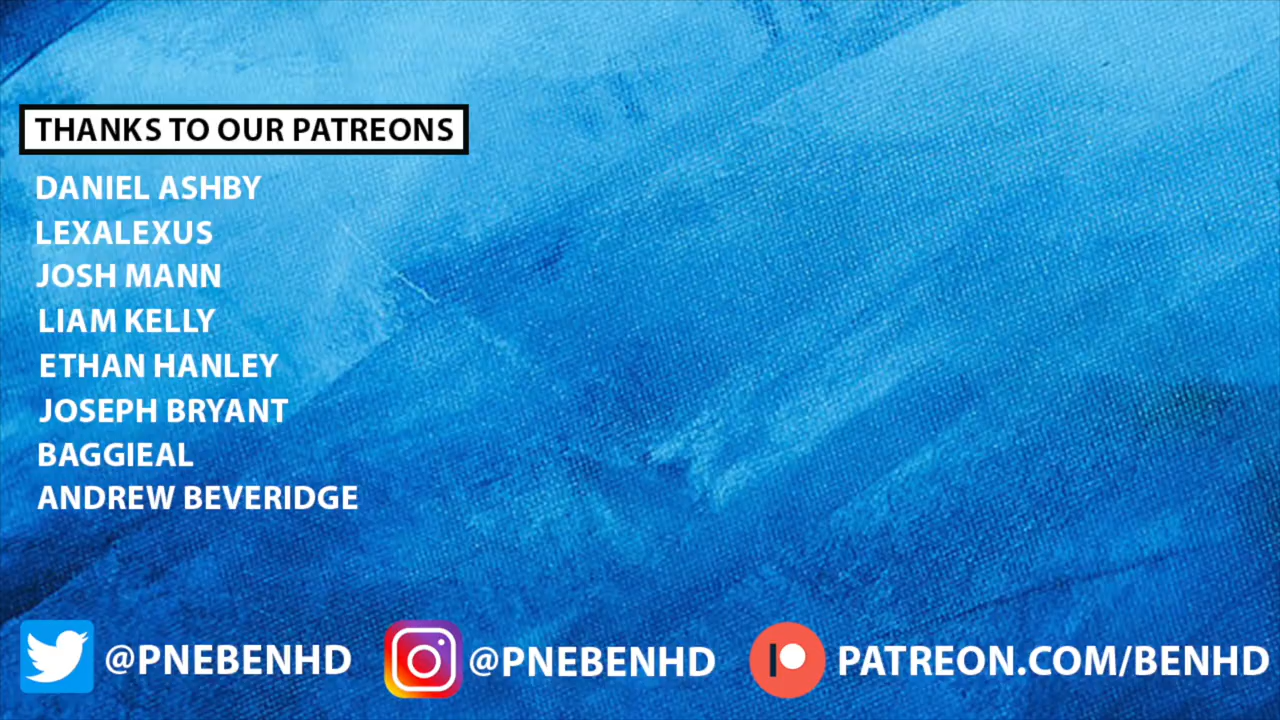 THANKS TO OUR PATREONS
DANIEL ASHBY
LEXALEXUS
JOSH MANN
LIAM KELLY
ETHAN HANLEY
JOSEPH BRYANT
BAGGIEAL
ANDREW BEVERIDGE
@PNEBENHD @PNEBENHD PATREON.COM/BENHD